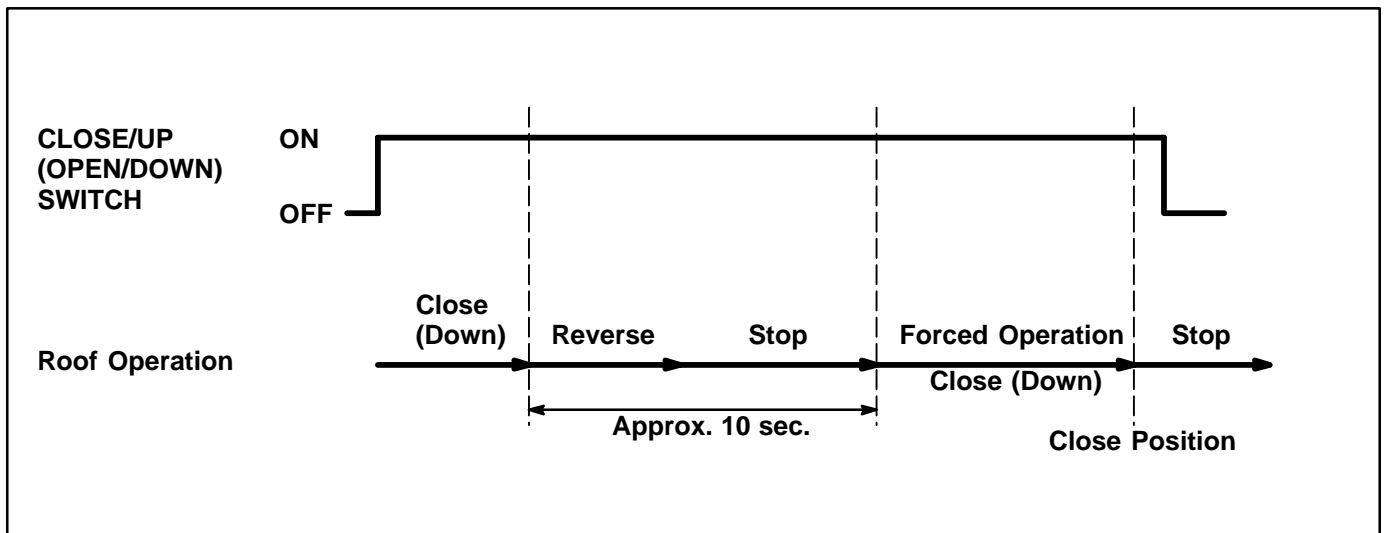 CLOSE/UP
(OPEN/DOWN)
SWITCH
ON
OFF
Roof Operation
Close
(Down)
Reverse
Stop
Forced Operation
Close (Down)
Stop
Approx. 10 sec.
Close Position